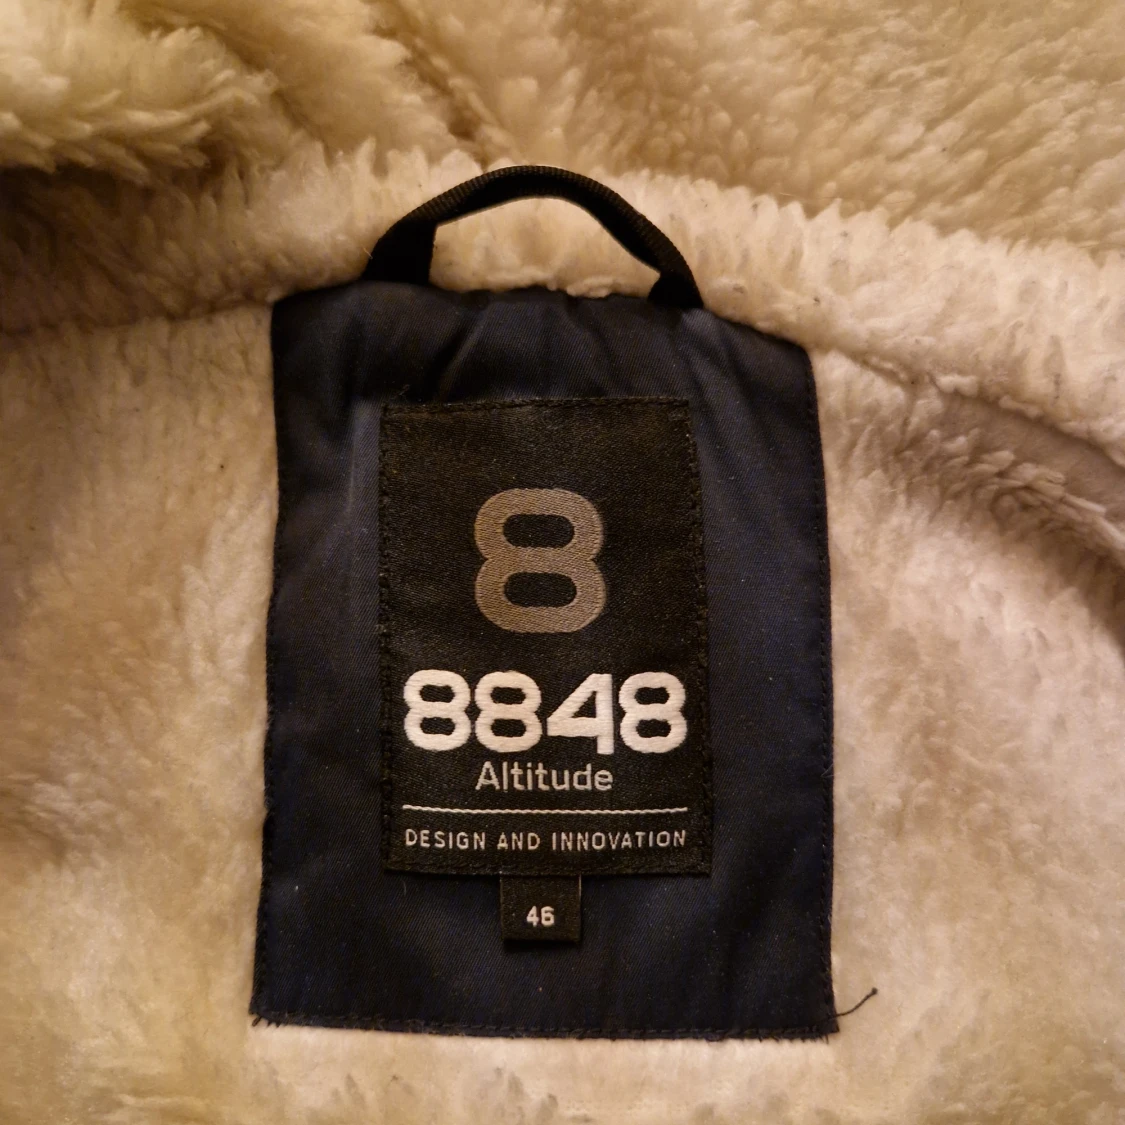 8
8848
Altitude
DESIGN AND INNOVATION
46